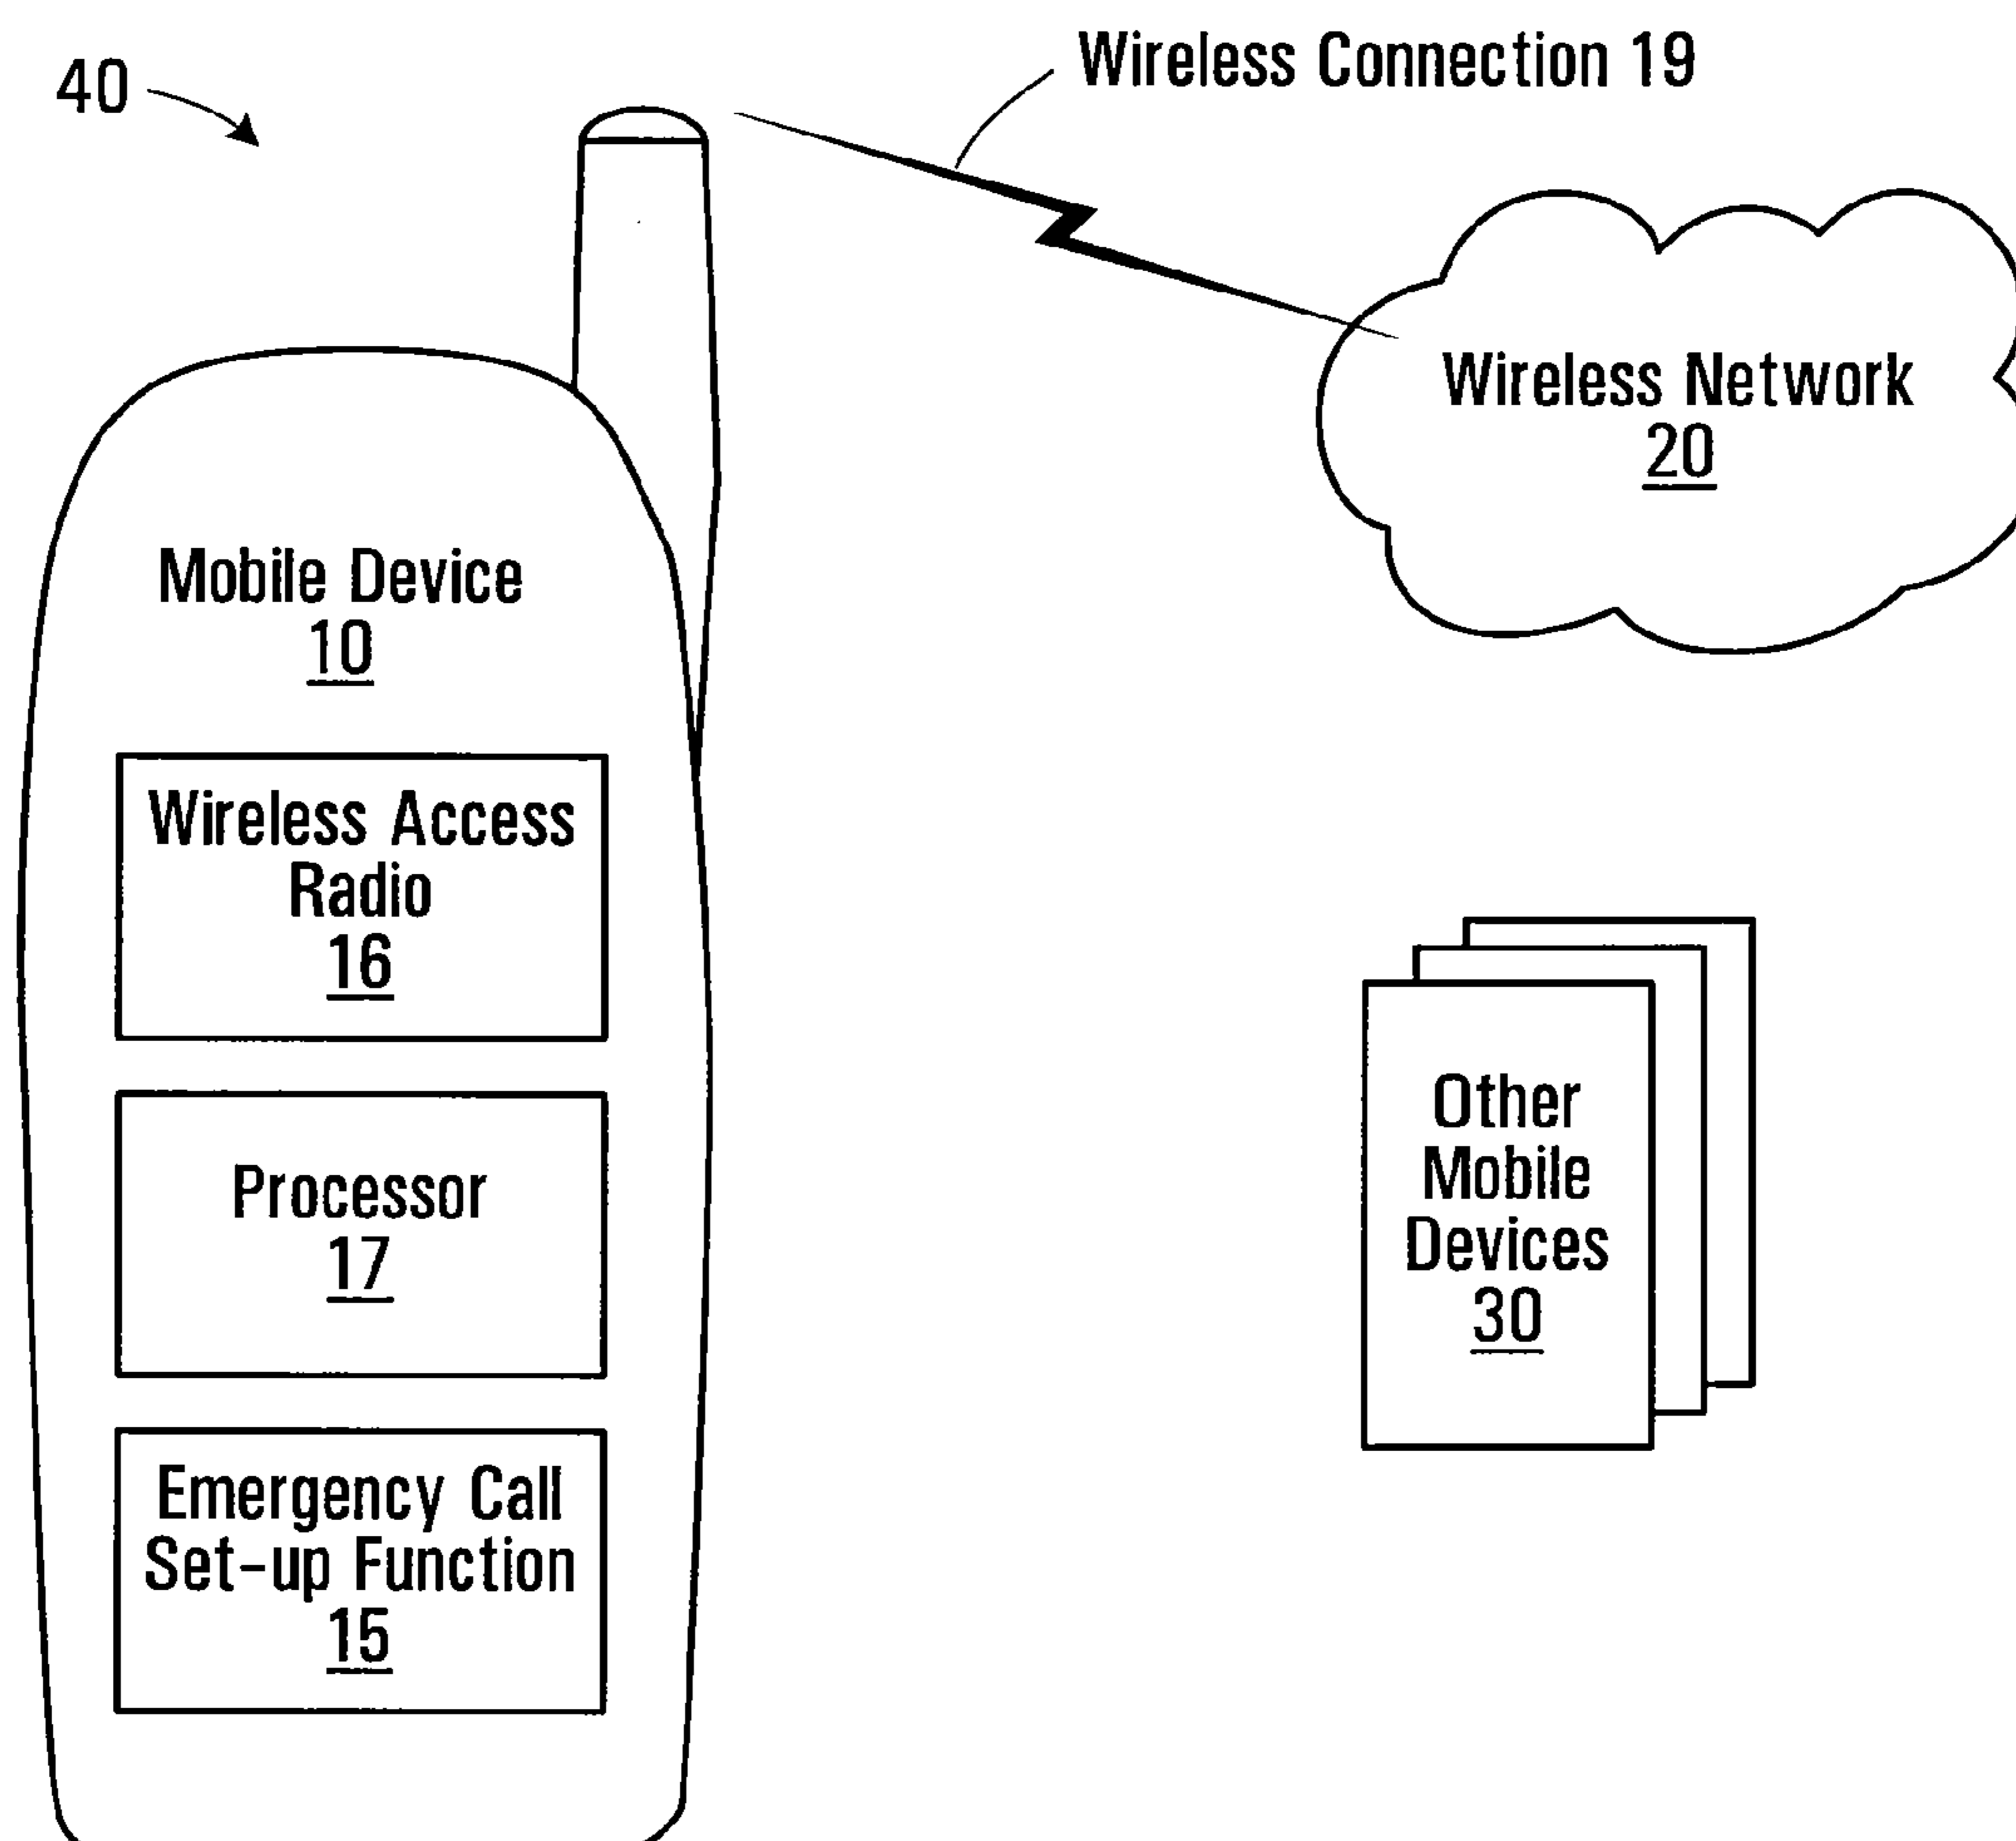 40
Wireless Connection 19
Wireless Network
20
Mobile Device
10
Wireless Access
Radio
16
Processor
17
Emergency Call
Set-up Function
15
Other
Mobile
Devices
30